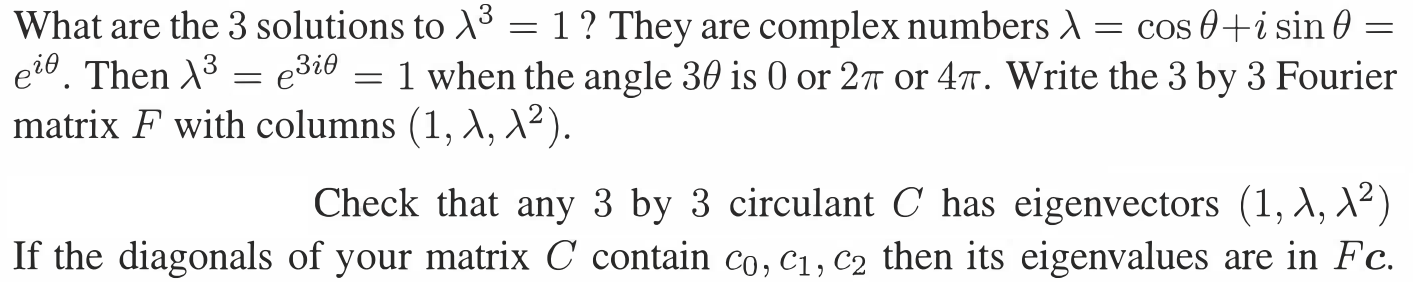 What are the 3 solutions to λ³ = 1 ? They are complex numbers λ = cos θ+i sin θ =
e^{iθ}. Then λ³ = e^{3iθ} = 1 when the angle 3θ is 0 or 2π or 4π. Write the 3 by 3 Fourier
matrix F with columns (1, λ, λ²).
Check that any 3 by 3 circulant C has eigenvectors (1, λ, λ²)
If the diagonals of your matrix C contain c₀, c₁, c₂ then its eigenvalues are in Fc.